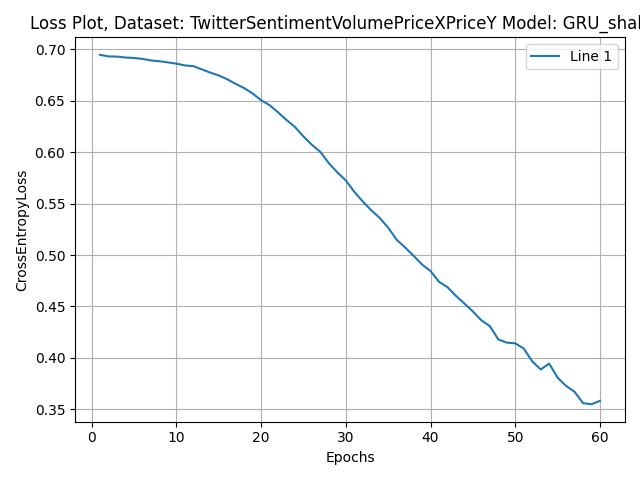 Loss Plot, Dataset: TwitterSentimentVolumePriceXPriceY Model: GRU_shal
Line 1
0.70
0.65
0.60
0.55
0.50
0.45
0.40
0.35
CrossEntropyLoss
0 10 20 30 40 50 60
Epochs